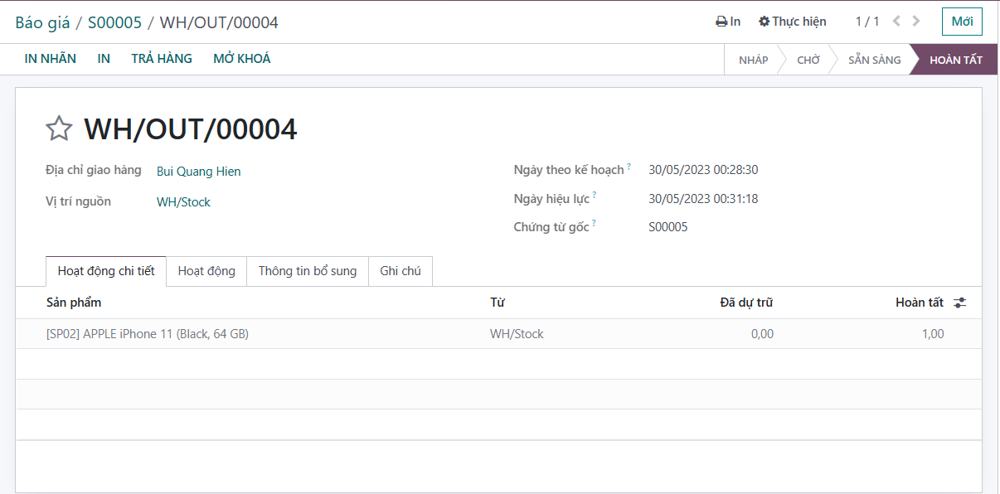 Báo giá / S00005 / WH/OUT/00004 In Thực hiện 1 / 1 Mới
IN NHÃN IN TRẢ HÀNG MỞ KHOÁ NHÁP CHỜ SẴN SÀNG HOÀN TẤT
WH/OUT/00004
Địa chỉ giao hàng Bui Quang Hien Ngày theo kế hoạch ? 30/05/2023 00:28:30
Vị trí nguồn WH/Stock Ngày hiệu lực ? 30/05/2023 00:31:18
Chứng từ gốc ? S00005
Hoạt động chi tiết Hoạt động Thông tin bổ sung Ghi chú
Sản phẩm Từ Đã dự trữ Hoàn tất
[SP02] APPLE iPhone 11 (Black, 64 GB) WH/Stock 0,00 1,00